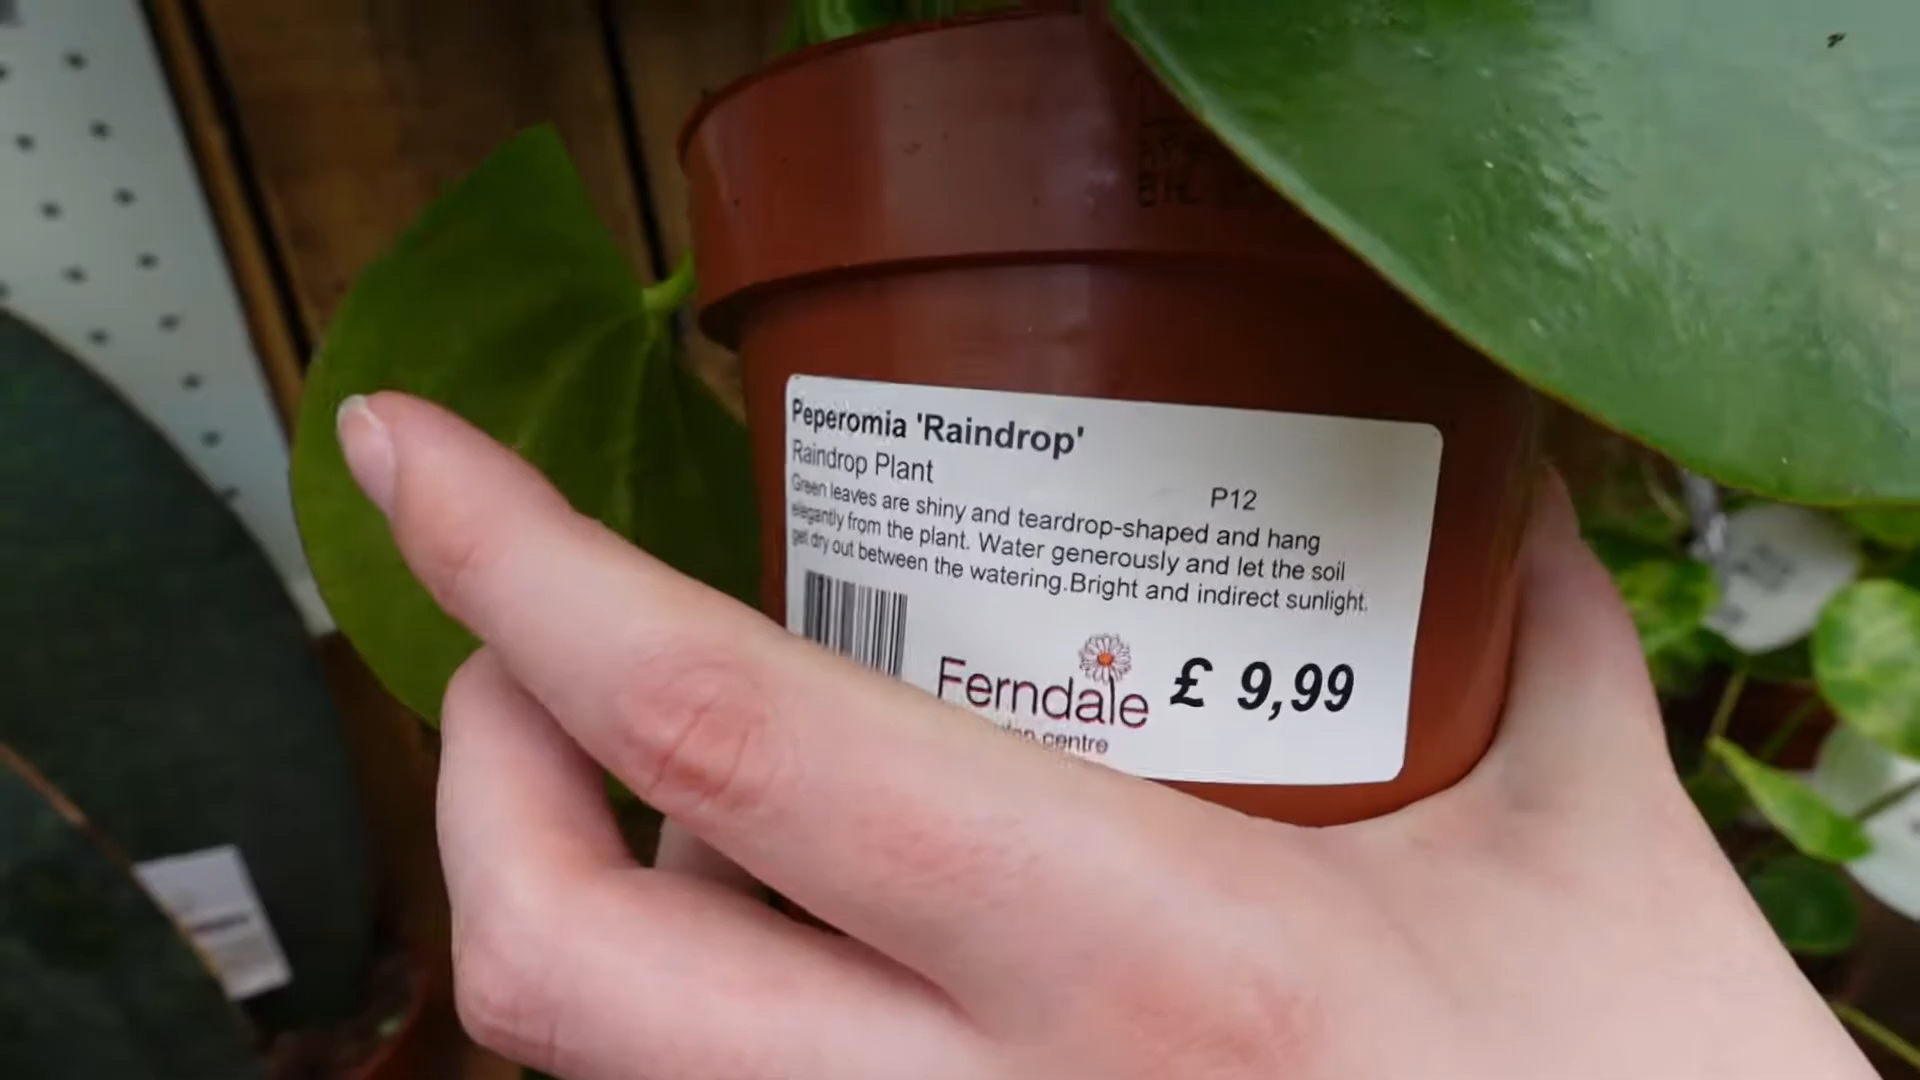 Peperomia 'Raindrop'
Raindrop Plant
P12
Green leaves are shiny and teardrop-shaped and hang
elegantly from the plant. Water generously and let the soil
get dry out between the watering.Bright and indirect sunlight.
Ferndale
centre
£ 9,99